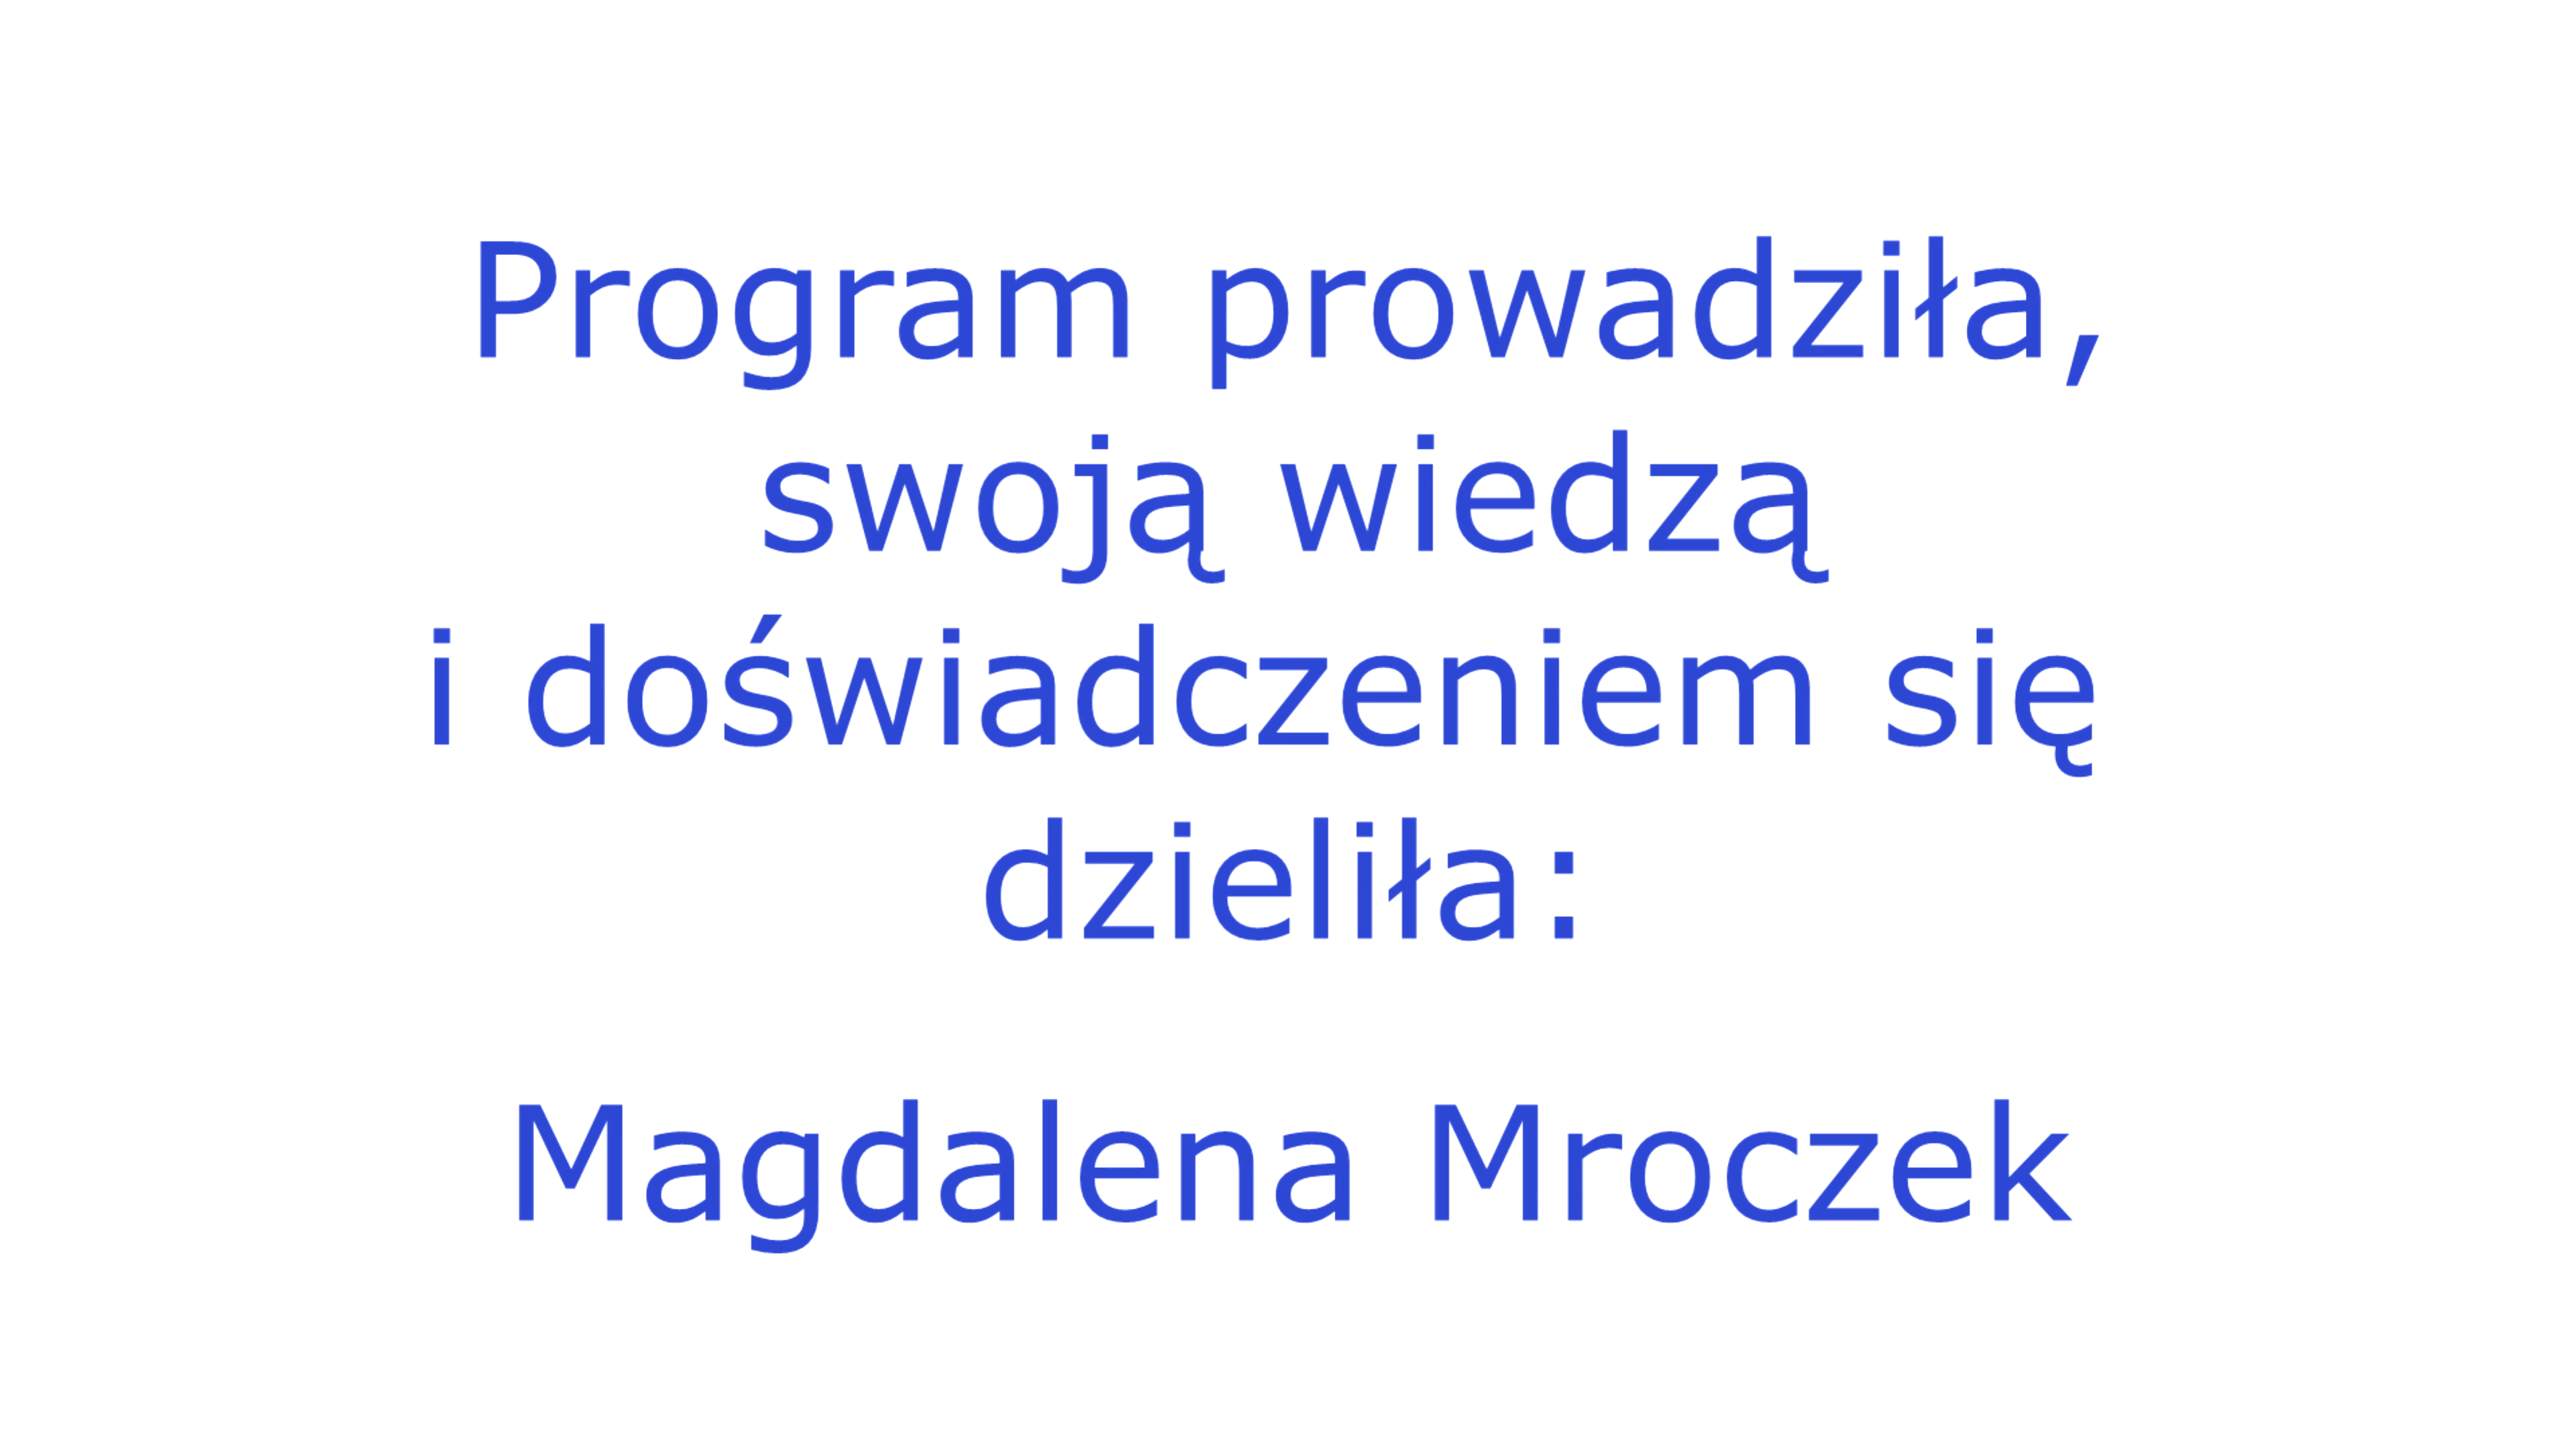 Program prowadziła,
swoją wiedzą
i doświadczeniem się
dzieliła:
Magdalena Mroczek